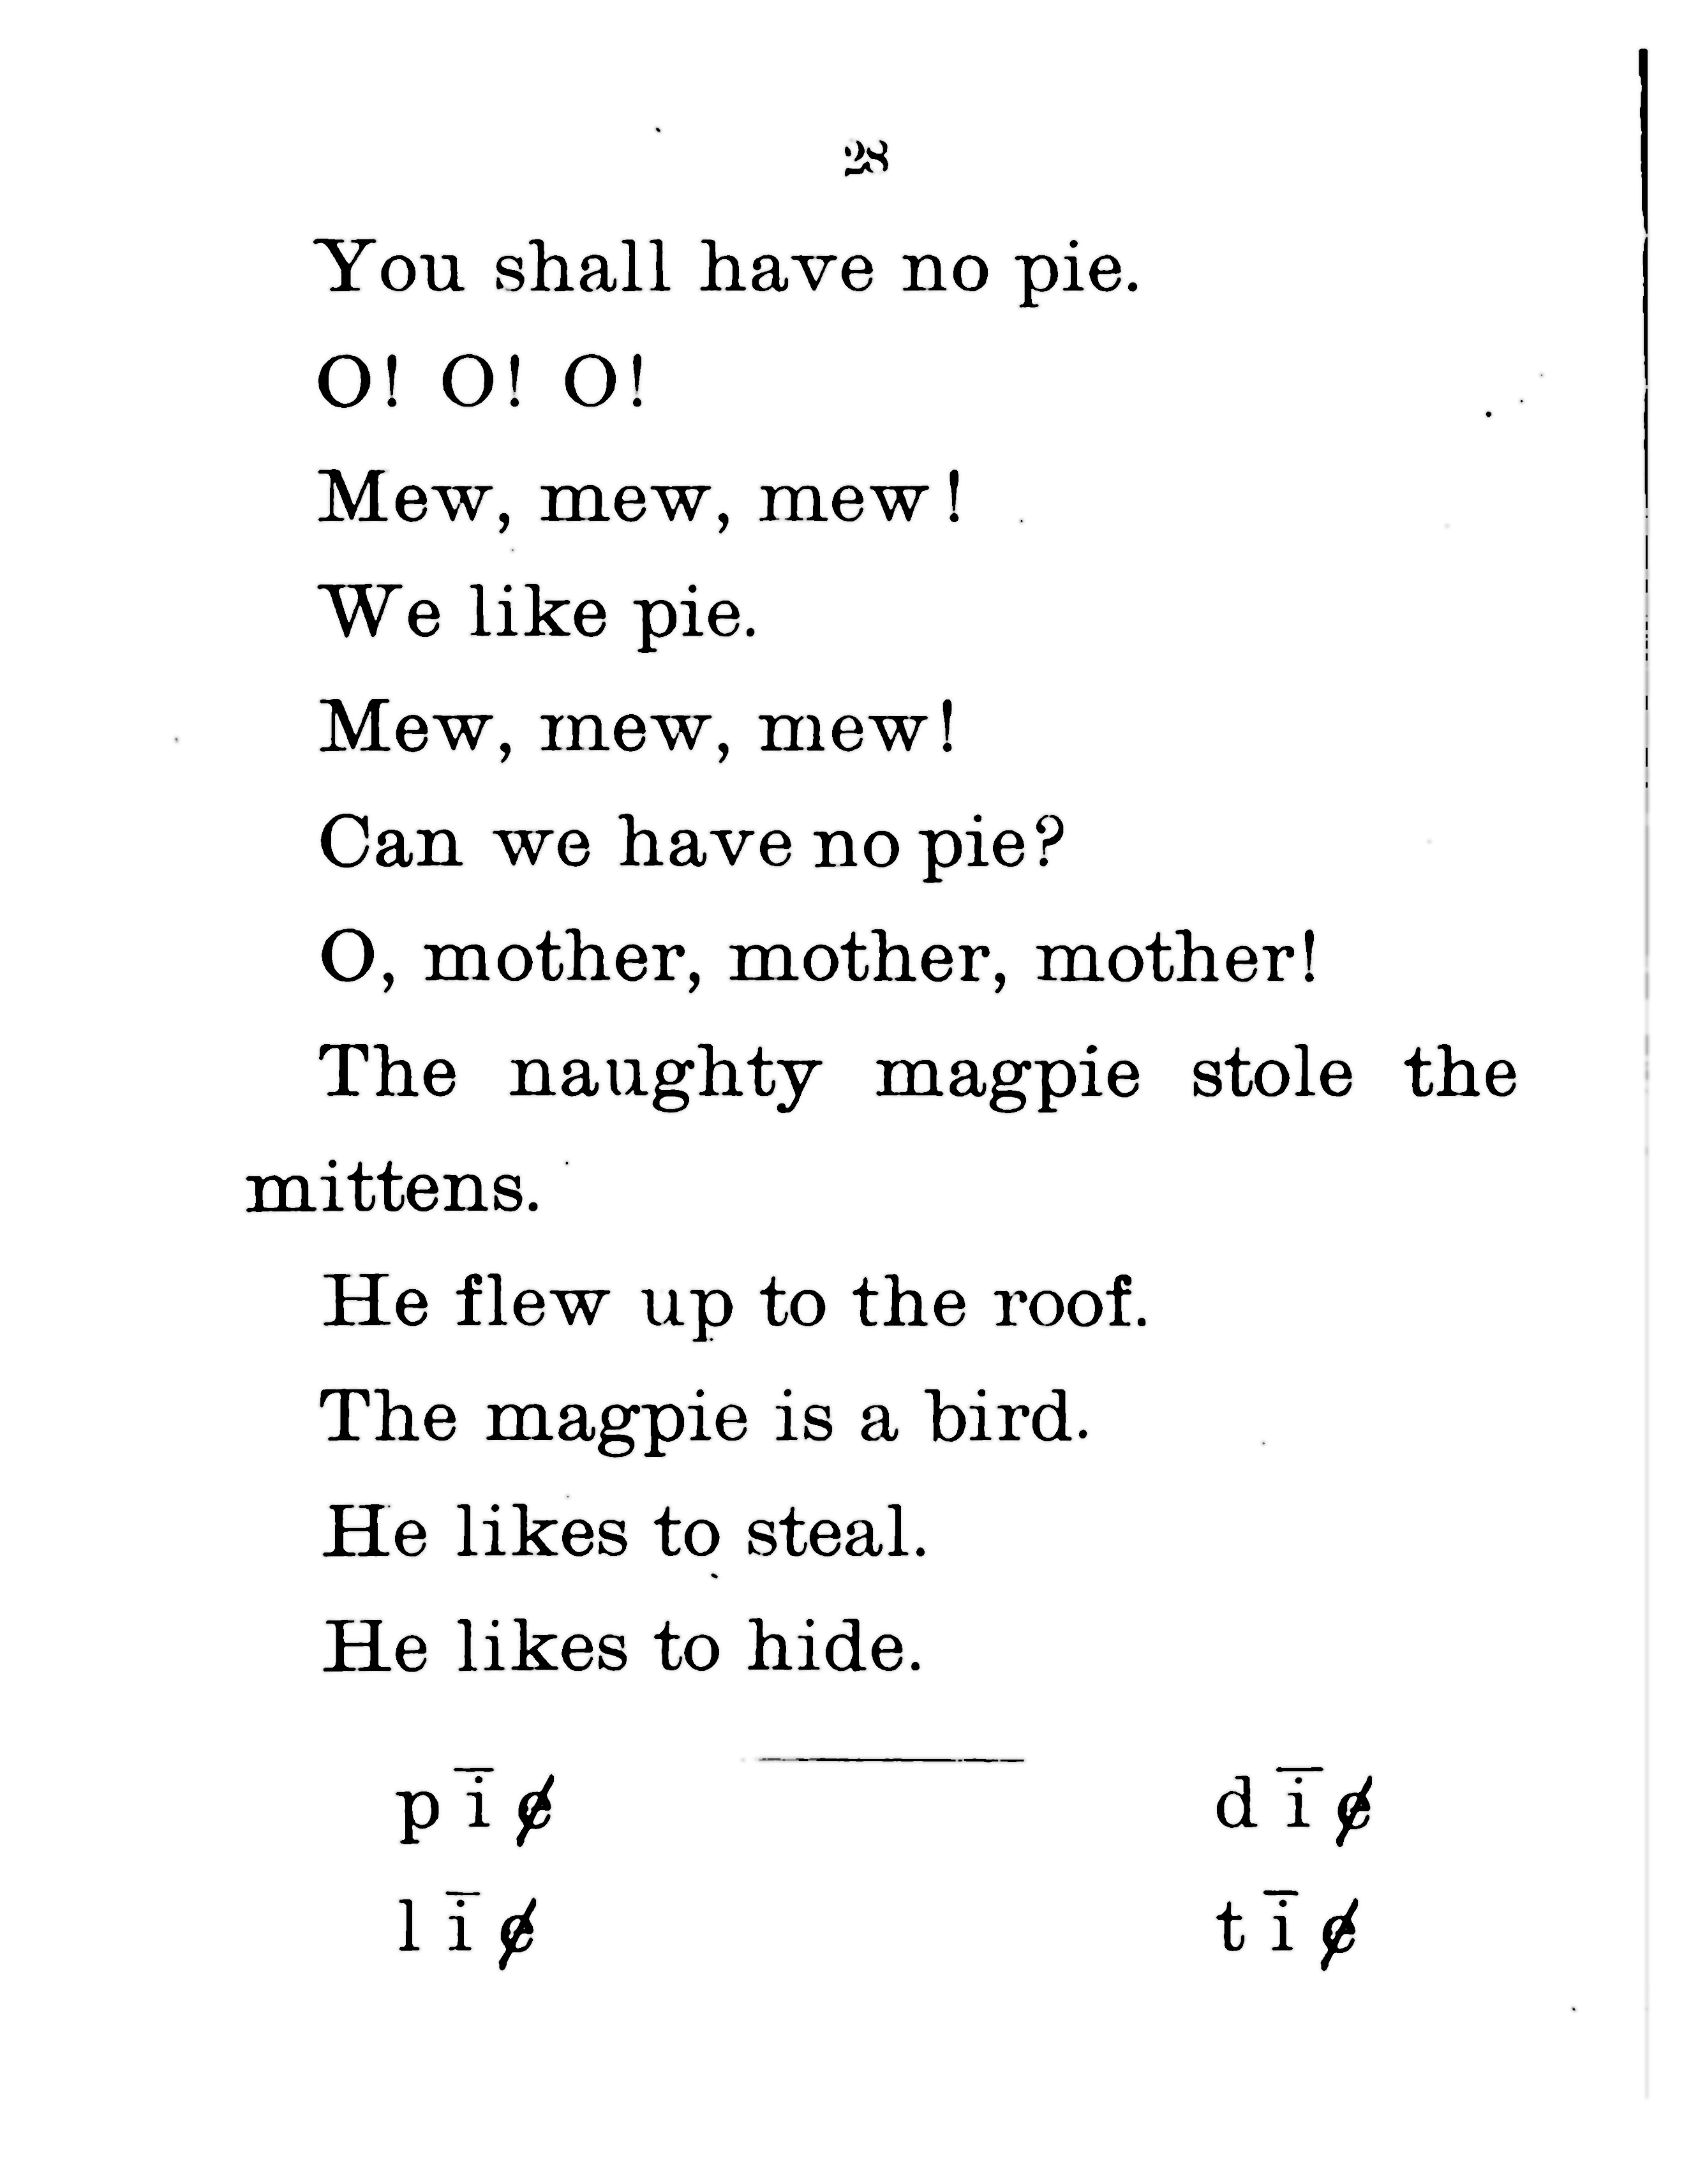 28
You shall have no pie.
O! O! O!
Mew, mew, mew!
We like pie.
Mew, mew, mew!
Can we have no pie?
O, mother, mother, mother!
The naughty magpie stole the
mittens.
He flew up to the roof.
The magpie is a bird.
He likes to steal.
He likes to hide.
p ī ɇ d ī ɇ
l ī ɇ t ī ɇ